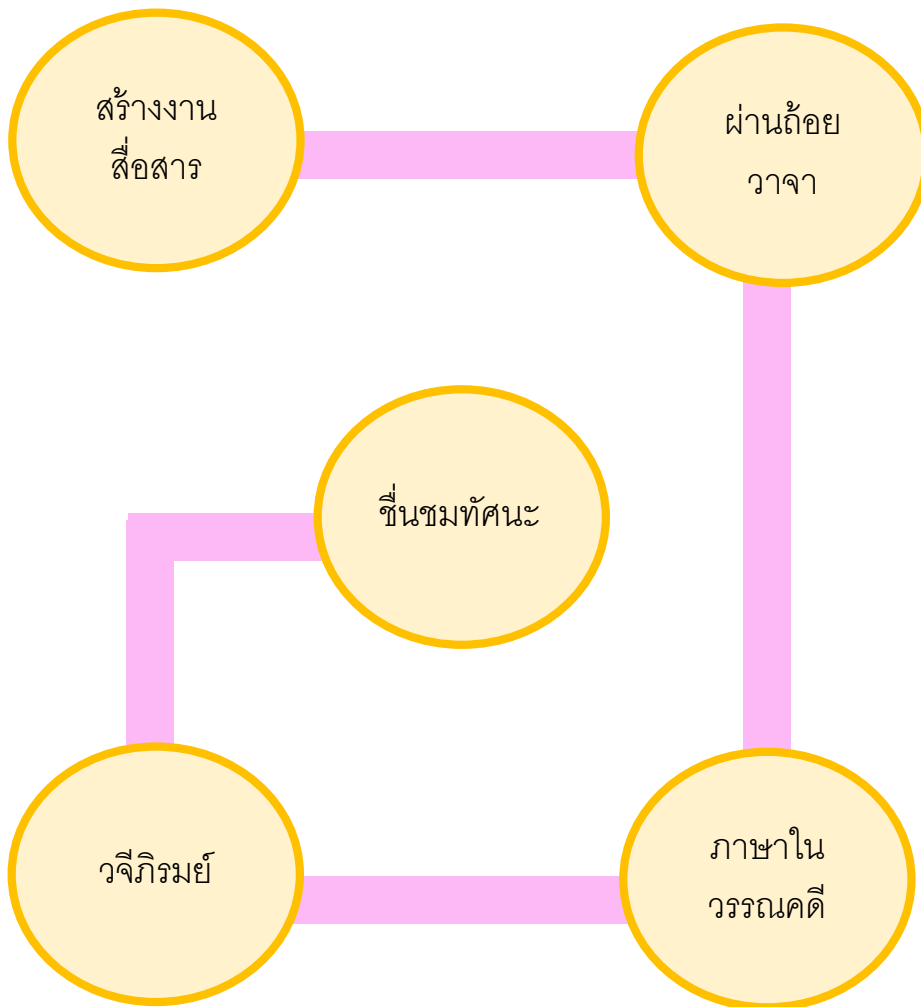 สร้างงาน
สื่อสาร
ผ่านถ้อย
วาจา
ชื่นชมทัศนะ
วจีภิรมย์
ภาษาใน
วรรณคดี